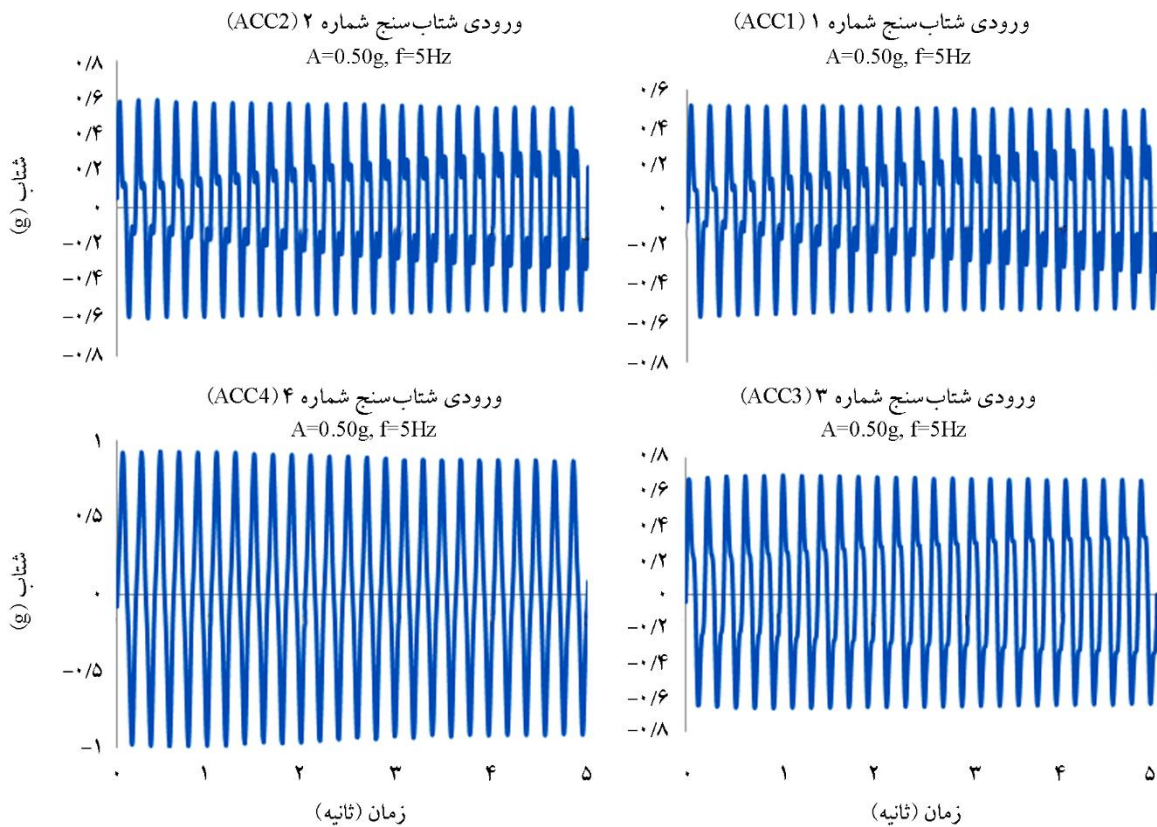 ورودی شتاب‌سنج شماره ۱ (ACC1)
A=0.50g, f=5Hz
۰/۶
۰/۴
۰/۲
۰
−۰/۲
−۰/۴
−۰/۶
−۰/۸
ورودی شتاب‌سنج شماره ۲ (ACC2)
A=0.50g, f=5Hz
۰/۸
۰/۶
۰/۴
۰/۲
۰
−۰/۲
−۰/۴
−۰/۶
−۰/۸
شتاب (g)
ورودی شتاب‌سنج شماره ۳ (ACC3)
A=0.50g, f=5Hz
۰/۸
۰/۶
۰/۴
۰/۲
۰
−۰/۲
−۰/۴
−۰/۶
−۰/۸
۰ ۱ ۲ ۳ ۴ ۵
زمان (ثانیه)
ورودی شتاب‌سنج شماره ۴ (ACC4)
A=0.50g, f=5Hz
۱
۰/۵
۰
−۰/۵
−۱
شتاب (g)
۰ ۱ ۲ ۳ ۴ ۵
زمان (ثانیه)